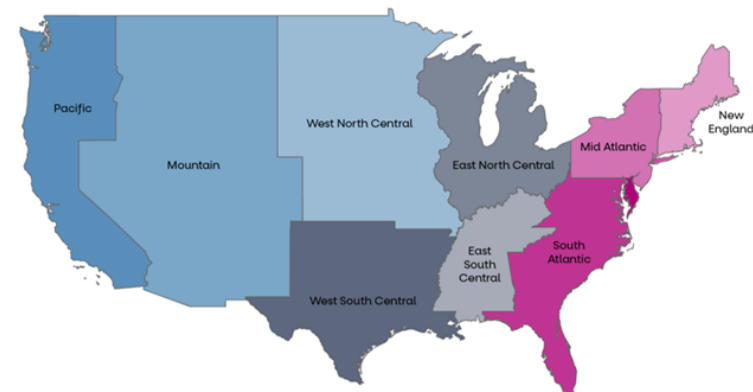 Pacific
Mountain
West North Central
East North Central
Mid Atlantic
New
England
West South Central
East
South
Central
South
Atlantic